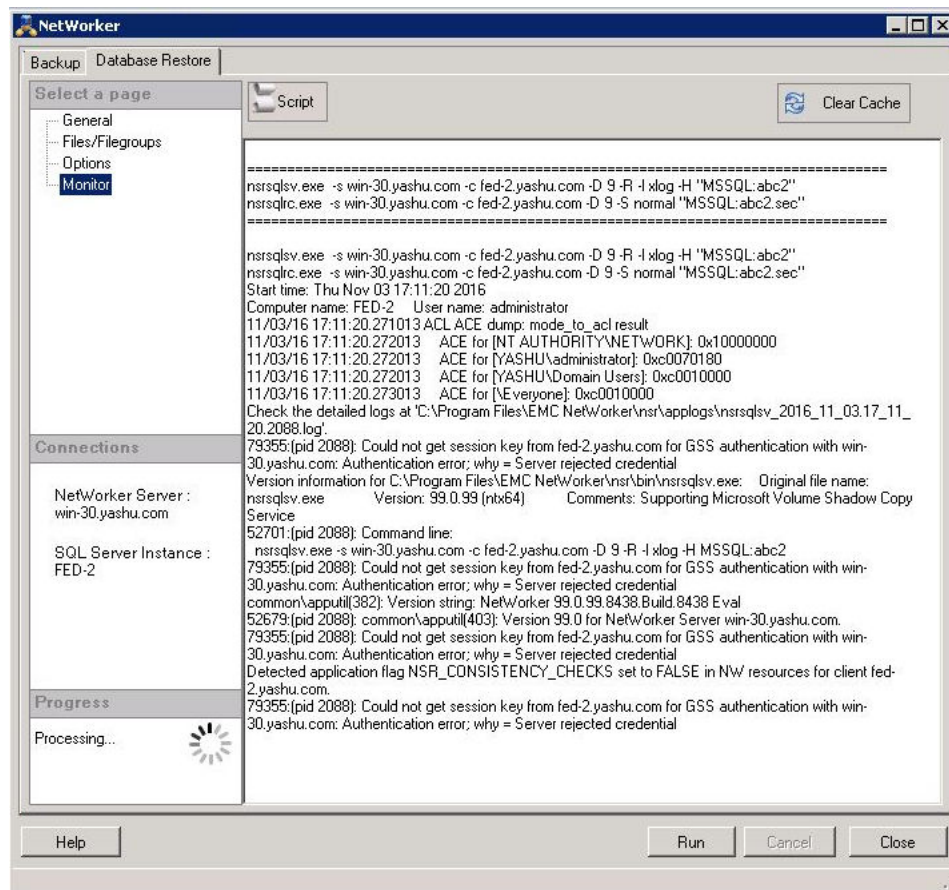 NetWorker
Backup
Database Restore
Select a page
General
Files/Filegroups
Options
Monitor
Script
Clear Cache
================================================================================
nsrsqlsv.exe -s win-30.yashu.com -c fed-2.yashu.com -D 9 -R -l xlog -H "MSSQL:abc2"
nsrsqlrc.exe -s win-30.yashu.com -c fed-2.yashu.com -D 9 -S normal "MSSQL:abc2.sec"
================================================================================
nsrsqlsv.exe -s win-30.yashu.com -c fed-2.yashu.com -D 9 -R -l xlog -H "MSSQL:abc2"
nsrsqlrc.exe -s win-30.yashu.com -c fed-2.yashu.com -D 9 -S normal "MSSQL:abc2.sec"
Start time: Thu Nov 03 17:11:20 2016
Computer name: FED-2 User name: administrator
11/03/16 17:11:20.271013 ACL ACE dump: mode_to_acl result
11/03/16 17:11:20.272013 ACE for [NT AUTHORITY\NETWORK]: 0x10000000
11/03/16 17:11:20.272013 ACE for [YASHU\administrator]: 0xc0070180
11/03/16 17:11:20.272013 ACE for [YASHU\Domain Users]: 0xc0010000
11/03/16 17:11:20.273013 ACE for [\Everyone]: 0xc0010000
Check the detailed logs at 'C:\Program Files\EMC NetWorker\nsr\applogs\nsrsqlsv_2016_11_03.17_11_
20.2088.log'.
79355:(pid 2088): Could not get session key from fed-2.yashu.com for GSS authentication with win-
30.yashu.com: Authentication error; why = Server rejected credential
Version information for C:\Program Files\EMC NetWorker\nsr\bin\nsrsqlsv.exe: Original file name:
nsrsqlsv.exe Version: 99.0.99 (ntx64) Comments: Supporting Microsoft Volume Shadow Copy
Service
52701:(pid 2088): Command line:
nsrsqlsv.exe -s win-30.yashu.com -c fed-2.yashu.com -D 9 -R -l xlog -H MSSQL:abc2
79355:(pid 2088): Could not get session key from fed-2.yashu.com for GSS authentication with win-
30.yashu.com: Authentication error; why = Server rejected credential
common\apputil(382): Version string: NetWorker 99.0.99.8438.Build.8438 Eval
52679:(pid 2088): common\apputil(403): Version 99.0 for NetWorker Server win-30.yashu.com.
79355:(pid 2088): Could not get session key from fed-2.yashu.com for GSS authentication with win-
30.yashu.com: Authentication error; why = Server rejected credential
Detected application flag NSR_CONSISTENCY_CHECKS set to FALSE in NW resources for client fed-
2.yashu.com.
79355:(pid 2088): Could not get session key from fed-2.yashu.com for GSS authentication with win-
30.yashu.com: Authentication error; why = Server rejected credential
Connections
NetWorker Server :
win-30.yashu.com
SQL Server Instance :
FED-2
Progress
Processing...
Help
Run
Cancel
Close